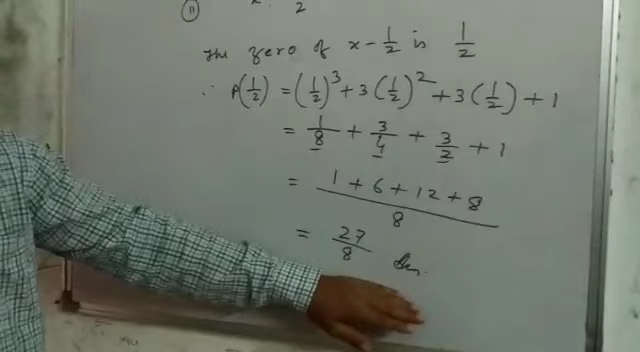 (ii) x - 2
The zero of x - 1/2 is 1/2
∴ P(1/2) = (1/2)³ + 3(1/2)² + 3(1/2) + 1
= 1/8 + 3/4 + 3/2 + 1
= (1 + 6 + 12 + 8)/8
= 27/8 Ans.